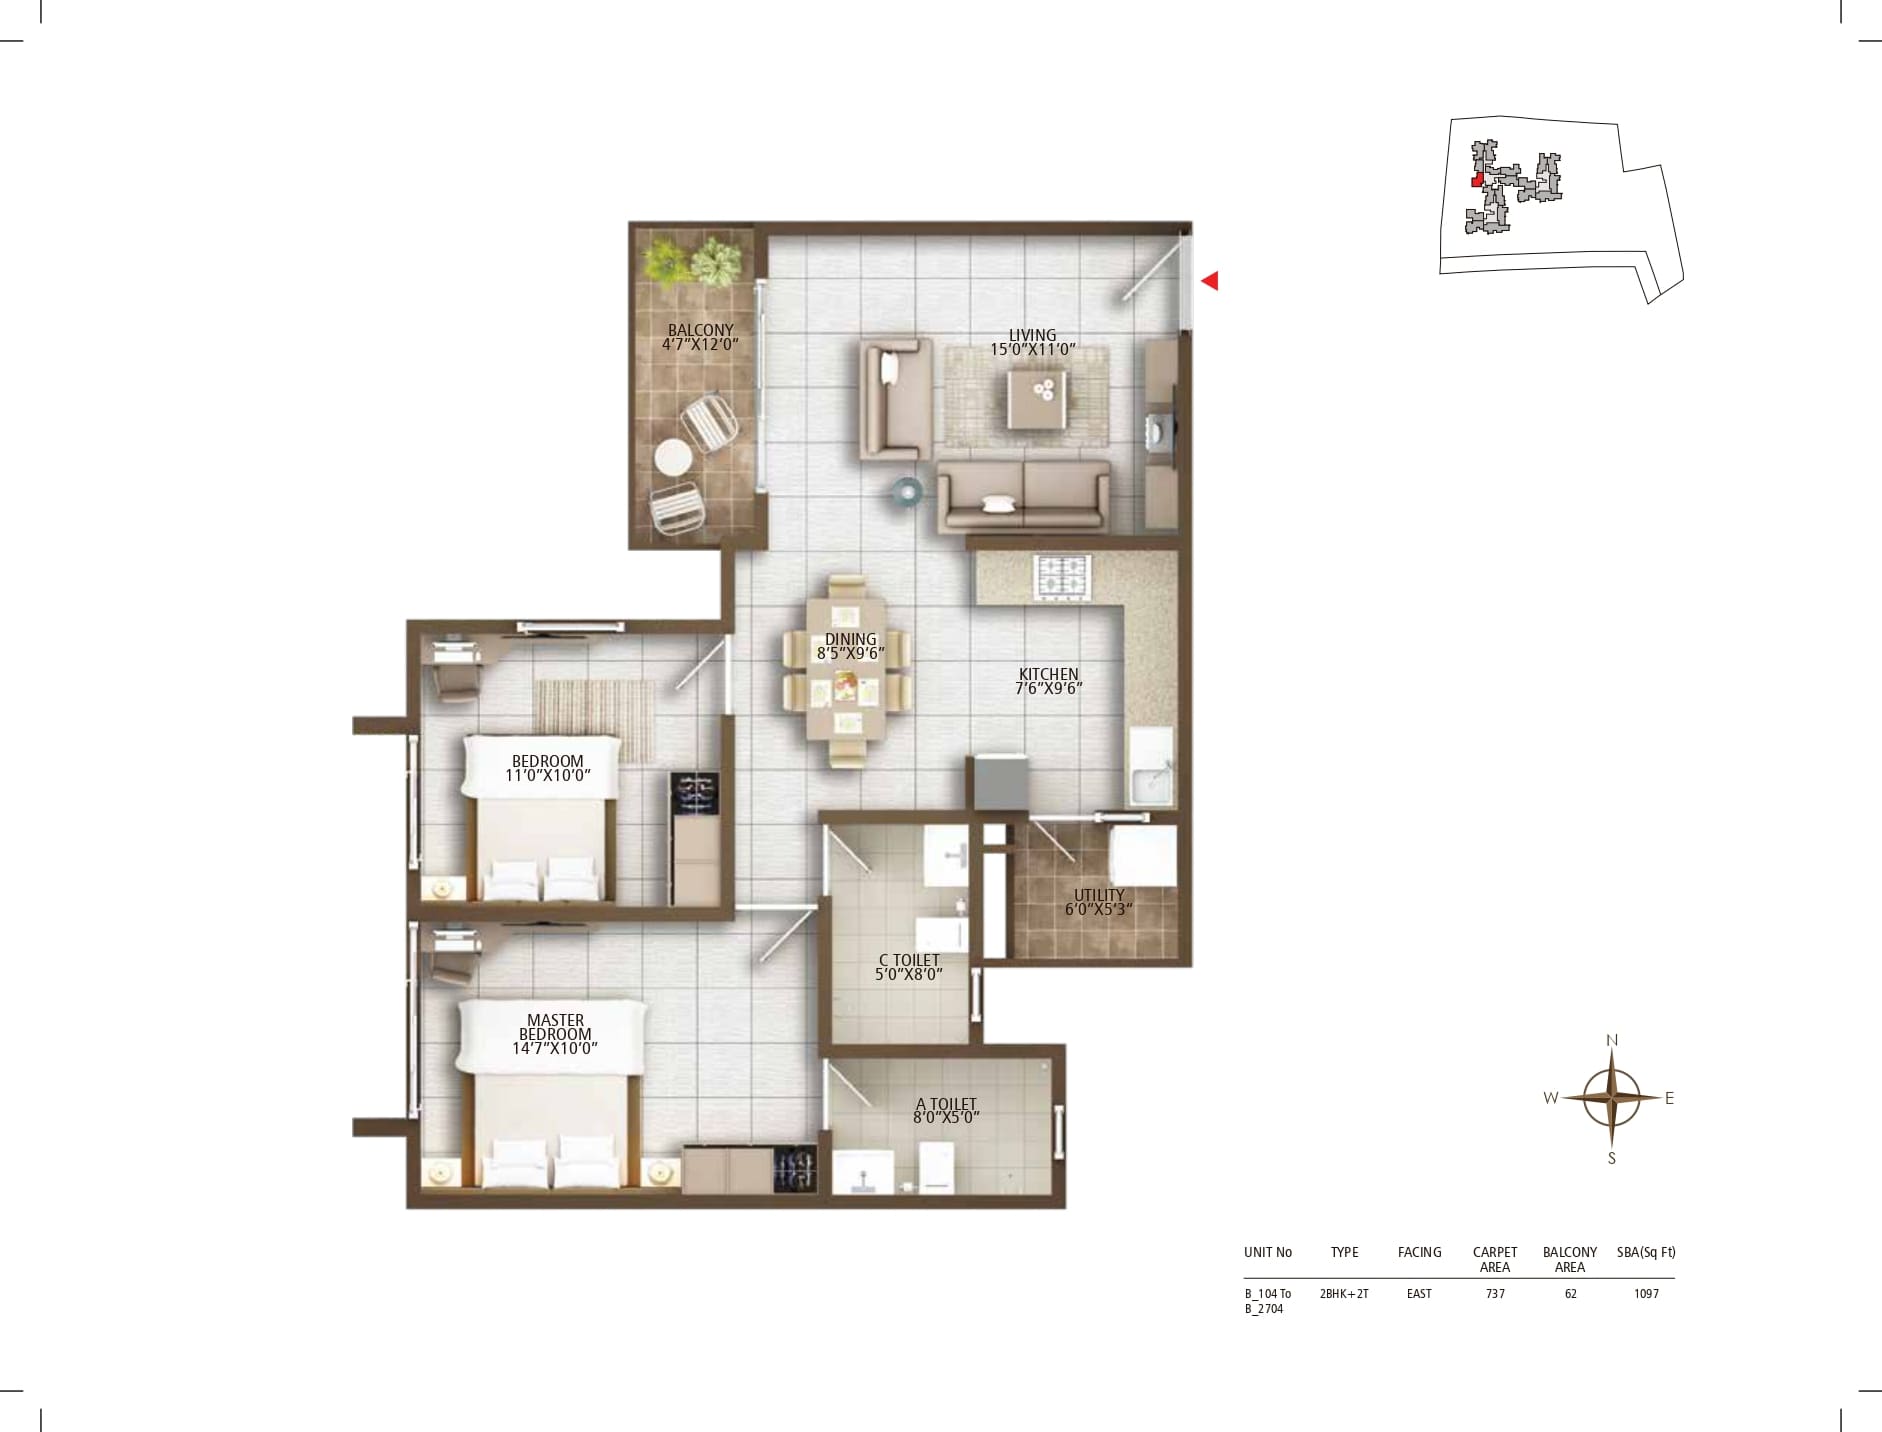 BALCONY
4'7"X12'0"
LIVING
15'0"X11'0"
DINING
8'5"X9'6"
KITCHEN
7'6"X9'6"
BEDROOM
11'0"X10'0"
UTILITY
6'0"X5'3"
C TOILET
5'0"X8'0"
MASTER
BEDROOM
14'7"X10'0"
A TOILET
8'0"X5'0"
N
W E
S
UNIT No TYPE FACING CARPET AREA BALCONY AREA SBA(Sq Ft)
B_104 To B_2704 2BHK+2T EAST 737 62 1097